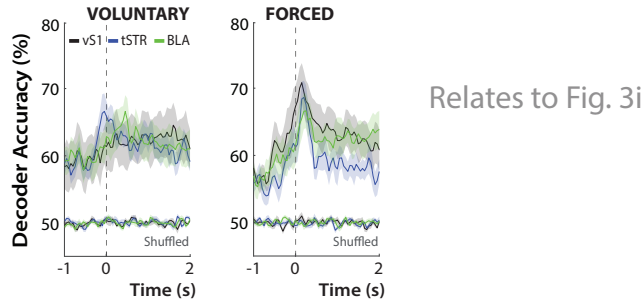 VOLUNTARY
FORCED
80
80
vS1 tSTR BLA
70
70
60
60
50
50
Shuffled
Shuffled
-1 0 2
-1 0 2
Time (s)
Time (s)
Decoder Accuracy (%)
Relates to Fig. 3i